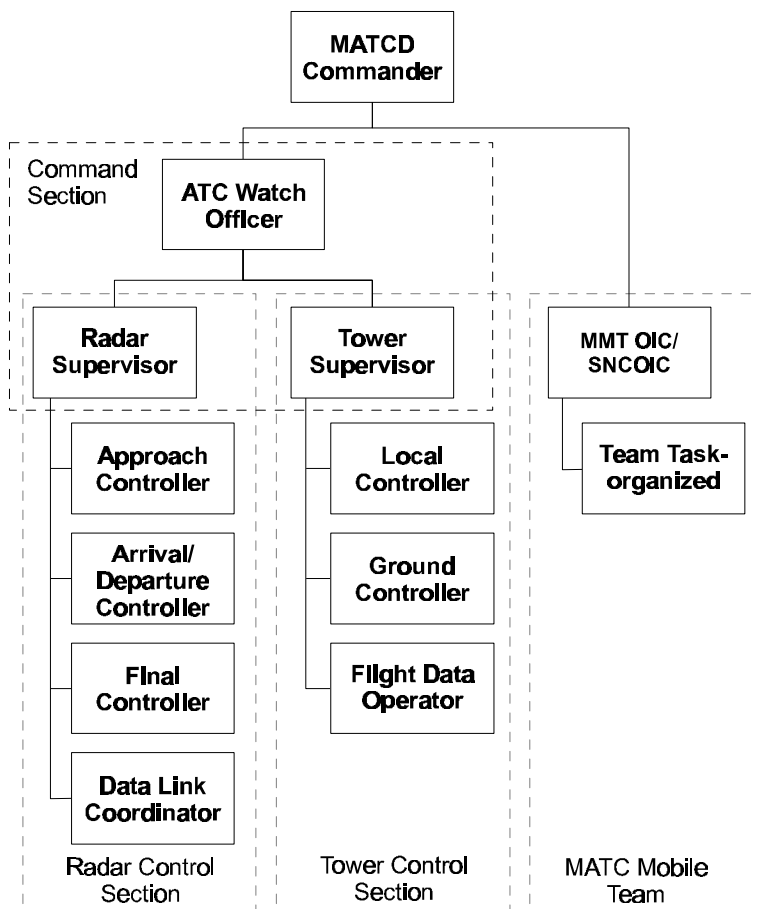 MATCD
Commander
Command
Section
ATC Watch
Officer
Radar
Supervisor
Tower
Supervisor
MMT OIC/
SNCOIC
Approach
Controller
Local
Controller
Team Task-
organized
Arrival/
Departure
Controller
Ground
Controller
Final
Controller
Flight Data
Operator
Data Link
Coordinator
Radar Control
Section
Tower Control
Section
MATC Mobile
Team